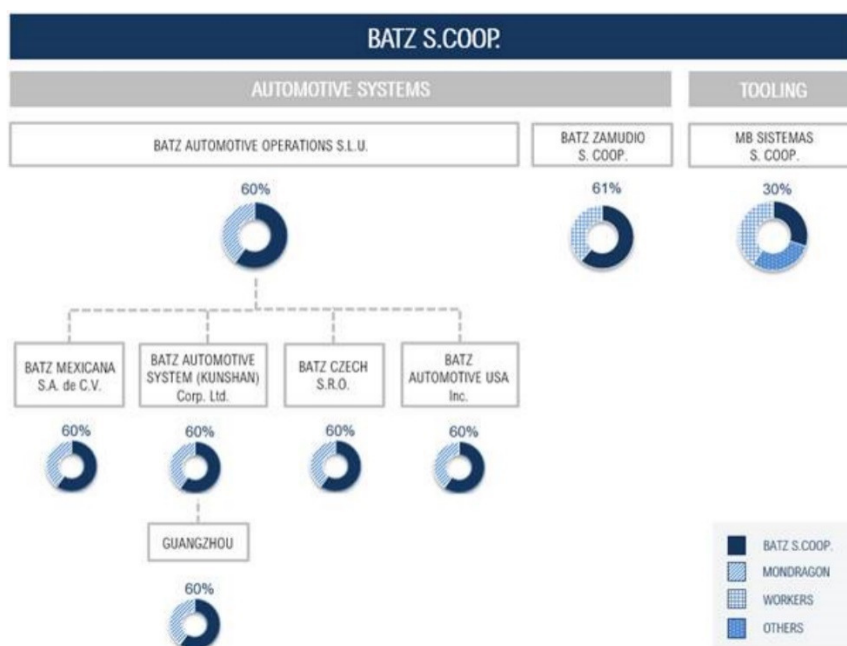 BATZ S.COOP.
AUTOMOTIVE SYSTEMS
TOOLING
BATZ AUTOMOTIVE OPERATIONS S.L.U.
BATZ ZAMUDIO
S. COOP.
MB SISTEMAS
S. COOP.
60%
61%
30%
BATZ MEXICANA
S.A. de C.V.
BATZ AUTOMOTIVE
SYSTEM (KUNSHAN)
Corp. Ltd.
BATZ CZECH
S.R.O.
BATZ
AUTOMOTIVE USA
Inc.
60%
60%
60%
60%
GUANGZHOU
60%
BATZ S.COOP.
MONDRAGON
WORKERS
OTHERS